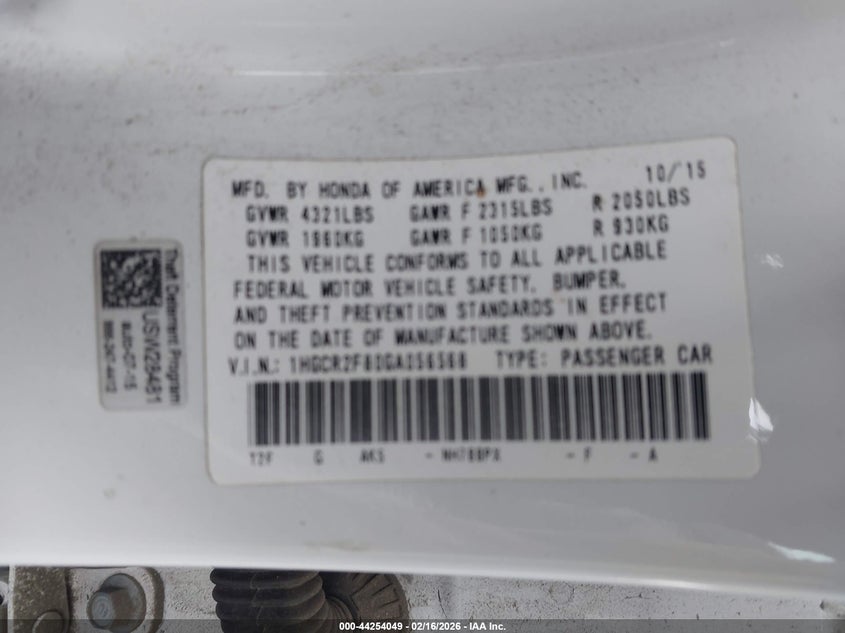 MFD. BY HONDA OF AMERICA MFG., INC. 10/'15
GVWR 4321LBS GAWR F 2315LBS R 2050LBS
GVWR 1960KG GAWR F 1050KG R 930KG
THIS VEHICLE CONFORMS TO ALL APPLICABLE
FEDERAL MOTOR VEHICLE SAFETY, BUMPER,
AND THEFT PREVENTION STANDARDS IN EFFECT
ON THE DATE OF MANUFACTURE SHOWN ABOVE.
V.I.N.: TYPE: PASSENGER CAR
T2F G AK5 - - F - A
Theft Deterrent Program
000-44254049 - 02/16/2026 - IAA Inc.